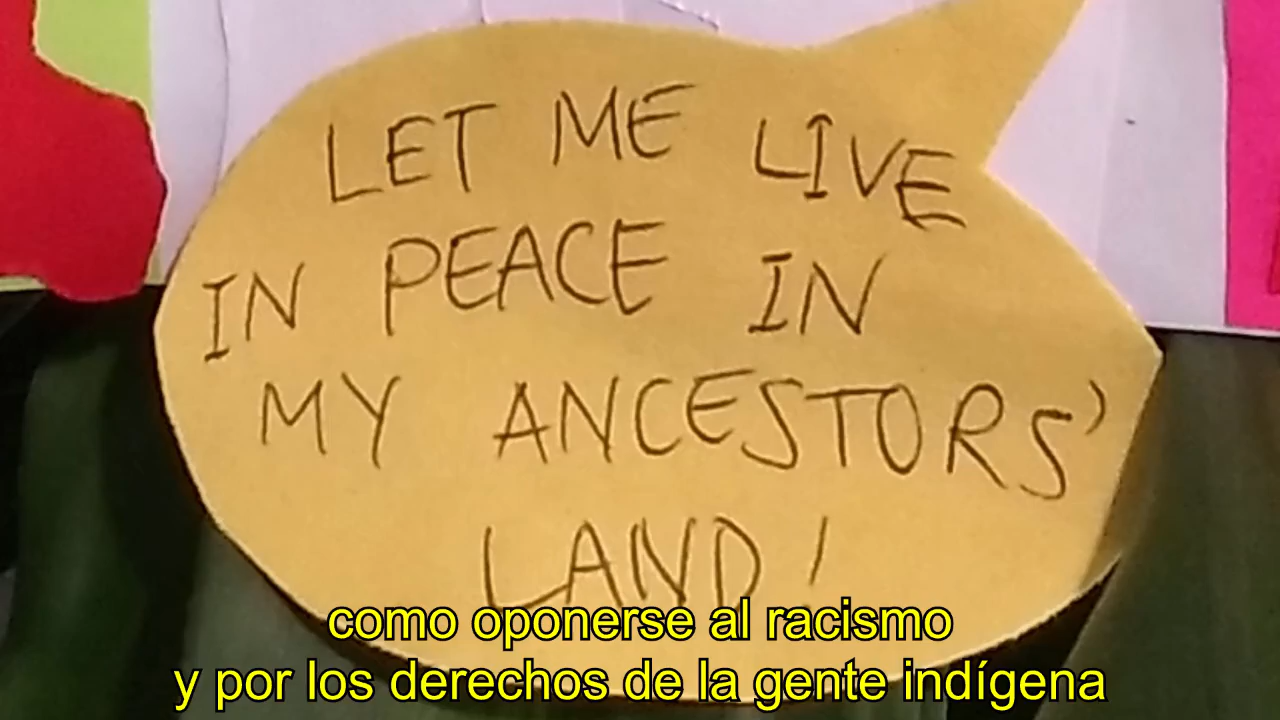 LET ME LIVE
IN PEACE IN
MY ANCESTORS'
LAND!
como oponerse al racismo
y por los derechos de la gente indígena